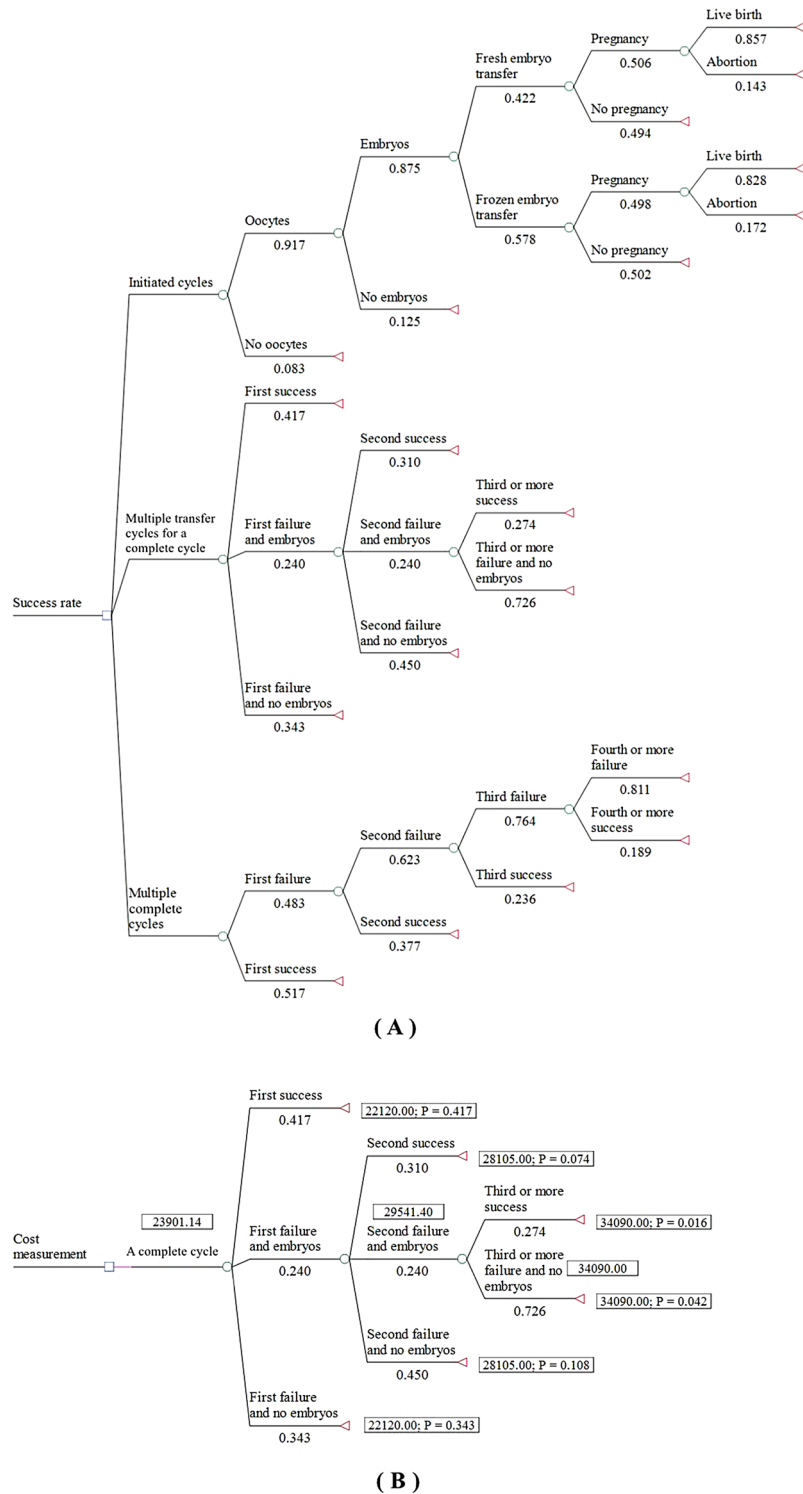 Live birth
0.857
Pregnancy
0.506
Abortion
0.143
Fresh embryo
transfer
0.422
No pregnancy
0.494
Embryos
0.875
Live birth
0.828
Pregnancy
0.498
Abortion
0.172
Frozen embryo
transfer
0.578
No pregnancy
0.502
Oocytes
0.917
No embryos
0.125
Initiated cycles
No oocytes
0.083
First success
0.417
Second success
0.310
Third or more
success
0.274
Multiple transfer
cycles for a
complete cycle
First failure
and embryos
0.240
Second failure
and embryos
0.240
Third or more
failure and no
embryos
0.726
Success rate
Second failure
and no embryos
0.450
First failure
and no embryos
0.343
Fourth or more
failure
0.811
Third failure
0.764
Fourth or more
success
0.189
Second failure
0.623
Third success
0.236
First failure
0.483
Second success
0.377
Multiple
complete
cycles
First success
0.517
( A )
First success
0.417
22120.00; P = 0.417
Second success
0.310
28105.00; P = 0.074
29541.40
Third or more
success
0.274
34090.00; P = 0.016
23901.14
Cost
measurement
A complete cycle
First failure
and embryos
0.240
Second failure
and embryos
0.240
Third or more
failure and no
embryos
34090.00
0.726
34090.00; P = 0.042
Second failure
and no embryos
0.450
28105.00; P = 0.108
First failure
and no embryos
0.343
22120.00; P = 0.343
( B )